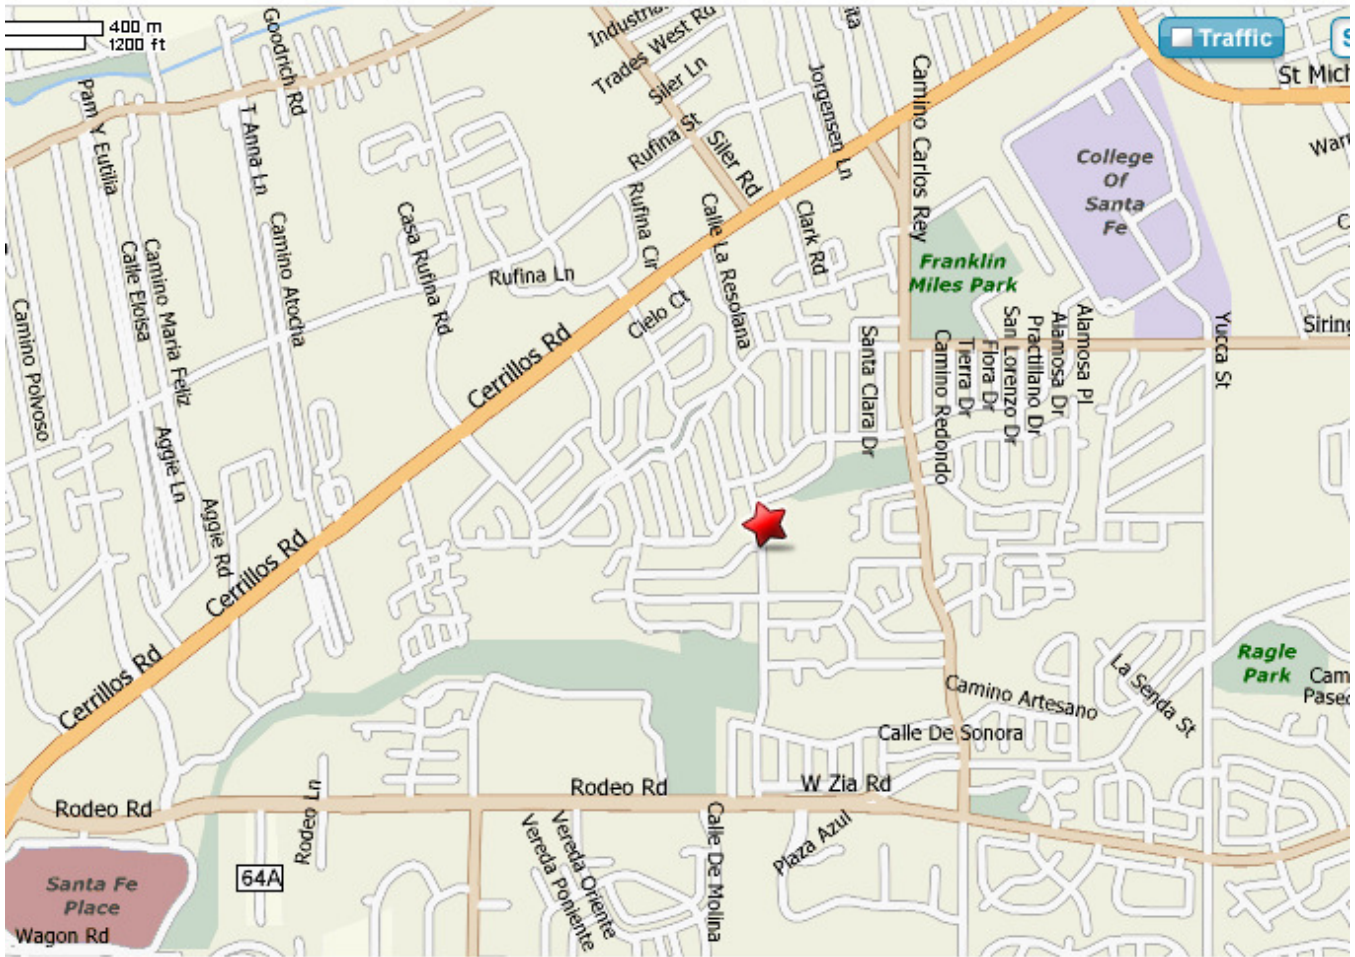 400 m
1200 ft
Traffic
St Mich
Goodrich Rd
Trades West Rd
Siler Ln
Jorgensen Ln
Camino Carlos Rey
Pam Y Eutilia
T Anna Ln
Rufina St
Siler Rd
College
Of
Santa
Fe
Casa Rufina Rd
Rufina Cir
Calle La Resolana
Clark Rd
Camino Atocha
Camino Maria Feliz
Calle Eloisa
Rufina Ln
Franklin
Miles Park
Camino Polvoso
Cielo Ct
Cerrillos Rd
Santa Clara Dr
Camino Redondo
Tierra Dr
Flora Dr
San Lorenzo Dr
Practillano Dr
Alamosa Dr
Alamosa Pl
Yucca St
Siring
Aggie Ln
Aggie Rd
Cerrillos Rd
Cerrillos Rd
Ragle
Park
Cam
Pasec
La Senda St
Camino Artesano
Calle De Sonora
Rodeo Rd
Rodeo Ln
Rodeo Rd
W Zia Rd
Calle De Molina
Plaza Azul
Vereda Oriente
Vereda Poniente
64A
Santa Fe
Place
Wagon Rd